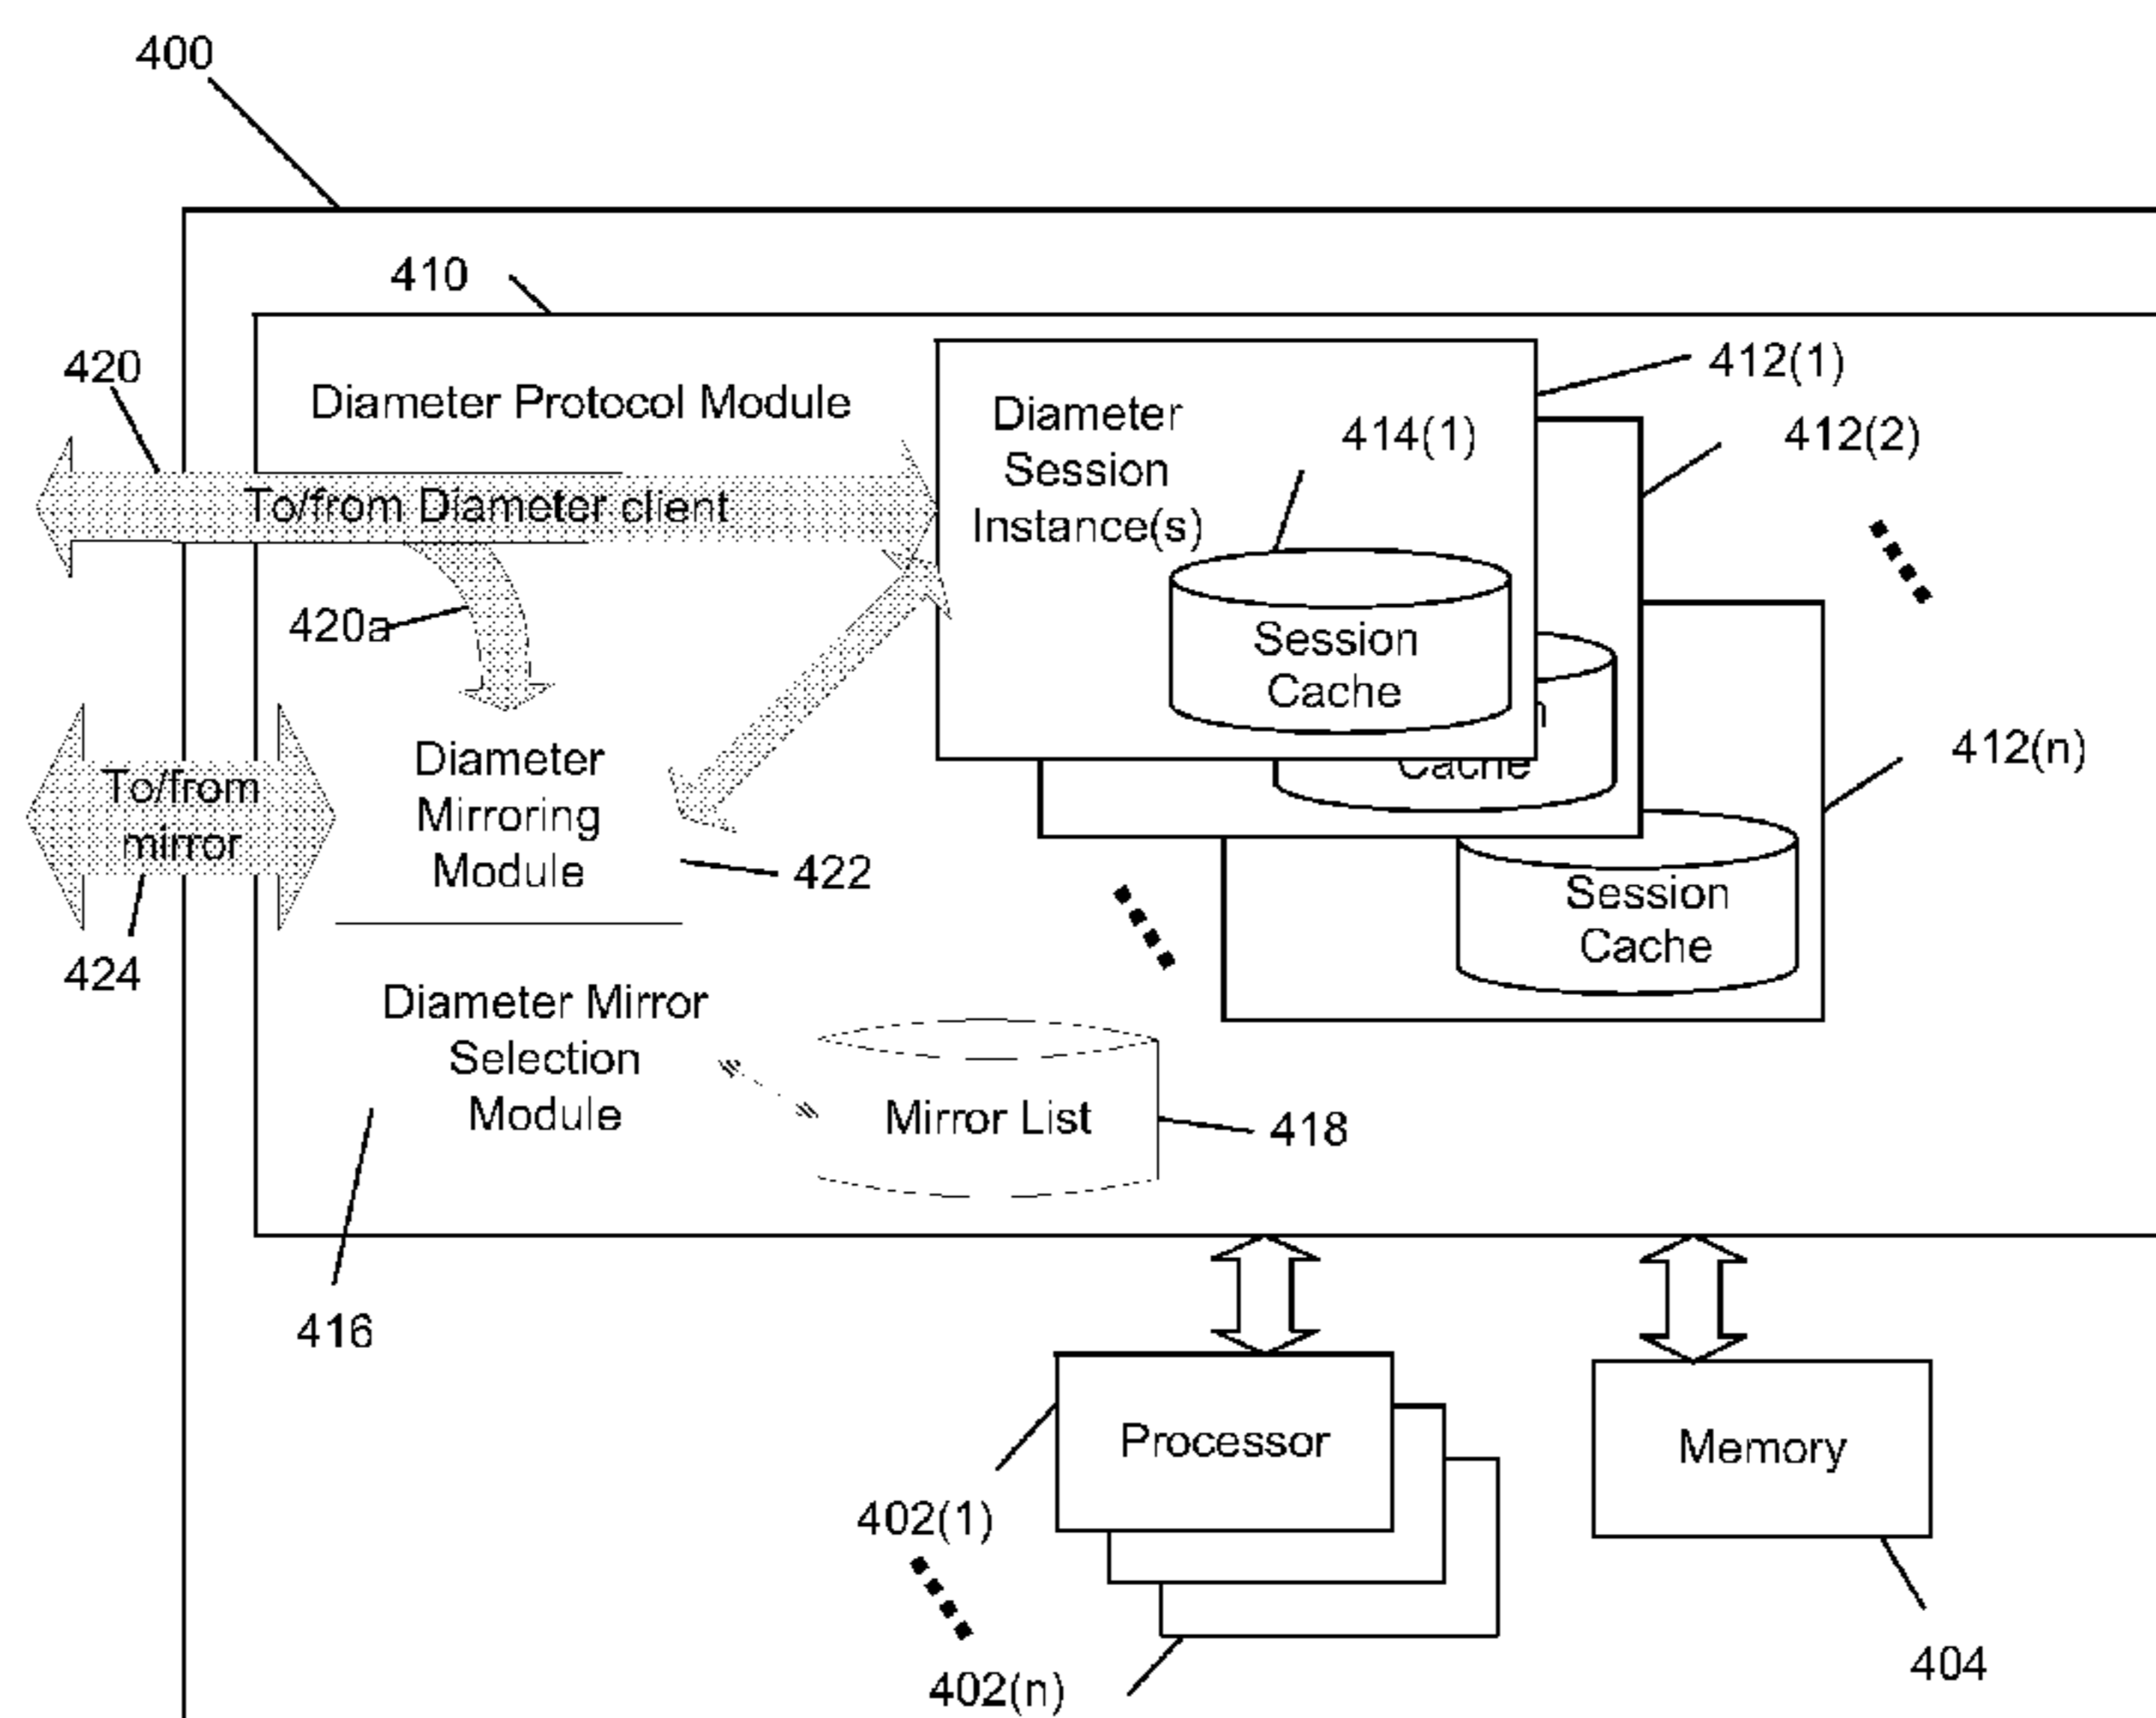 400
410
420
Diameter Protocol Module
412(1)
Diameter
Session
Instance(s)
414(1)
412(2)
To/from Diameter client
420a
Session
Cache
Cache
412(n)
Diameter
Mirroring
Module
To/from
mirror
422
Session
Cache
424
Diameter Mirror
Selection
Module
Mirror List
418
416
Processor
Memory
402(1)
402(n)
404